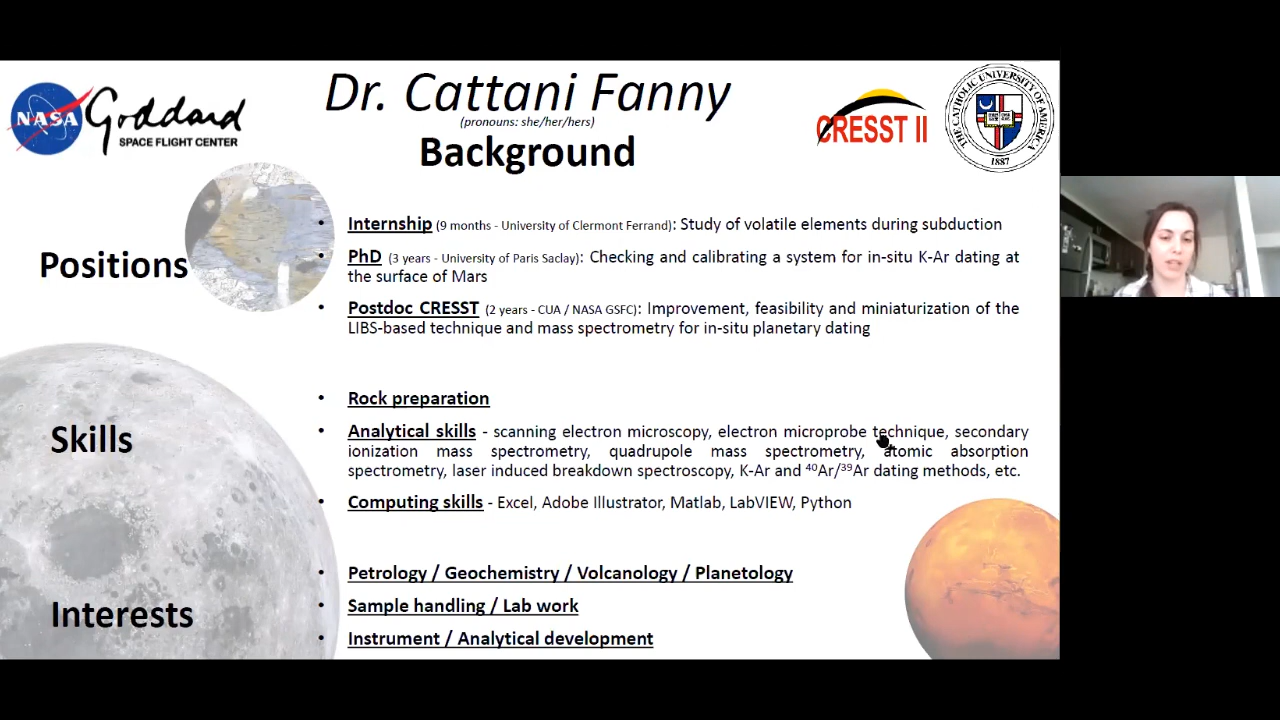 NASA
Goddard
SPACE FLIGHT CENTER
Dr. Cattani Fanny
(pronouns: she/her/hers)
Background
CRESST II
THE CATHOLIC UNIVERSITY OF AMERICA
1887
Positions
• Internship (9 months - University of Clermont Ferrand): Study of volatile elements during subduction
• PhD (3 years - University of Paris Saclay): Checking and calibrating a system for in-situ K-Ar dating at
the surface of Mars
• Postdoc CRESST (2 years - CUA / NASA GSFC): Improvement, feasibility and miniaturization of the
LIBS-based technique and mass spectrometry for in-situ planetary dating
Skills
• Rock preparation
• Analytical skills - scanning electron microscopy, electron microprobe technique, secondary
ionization mass spectrometry, quadrupole mass spectrometry, atomic absorption
spectrometry, laser induced breakdown spectroscopy, K-Ar and ⁴⁰Ar/³⁹Ar dating methods, etc.
• Computing skills - Excel, Adobe Illustrator, Matlab, LabVIEW, Python
Interests
• Petrology / Geochemistry / Volcanology / Planetology
• Sample handling / Lab work
• Instrument / Analytical development